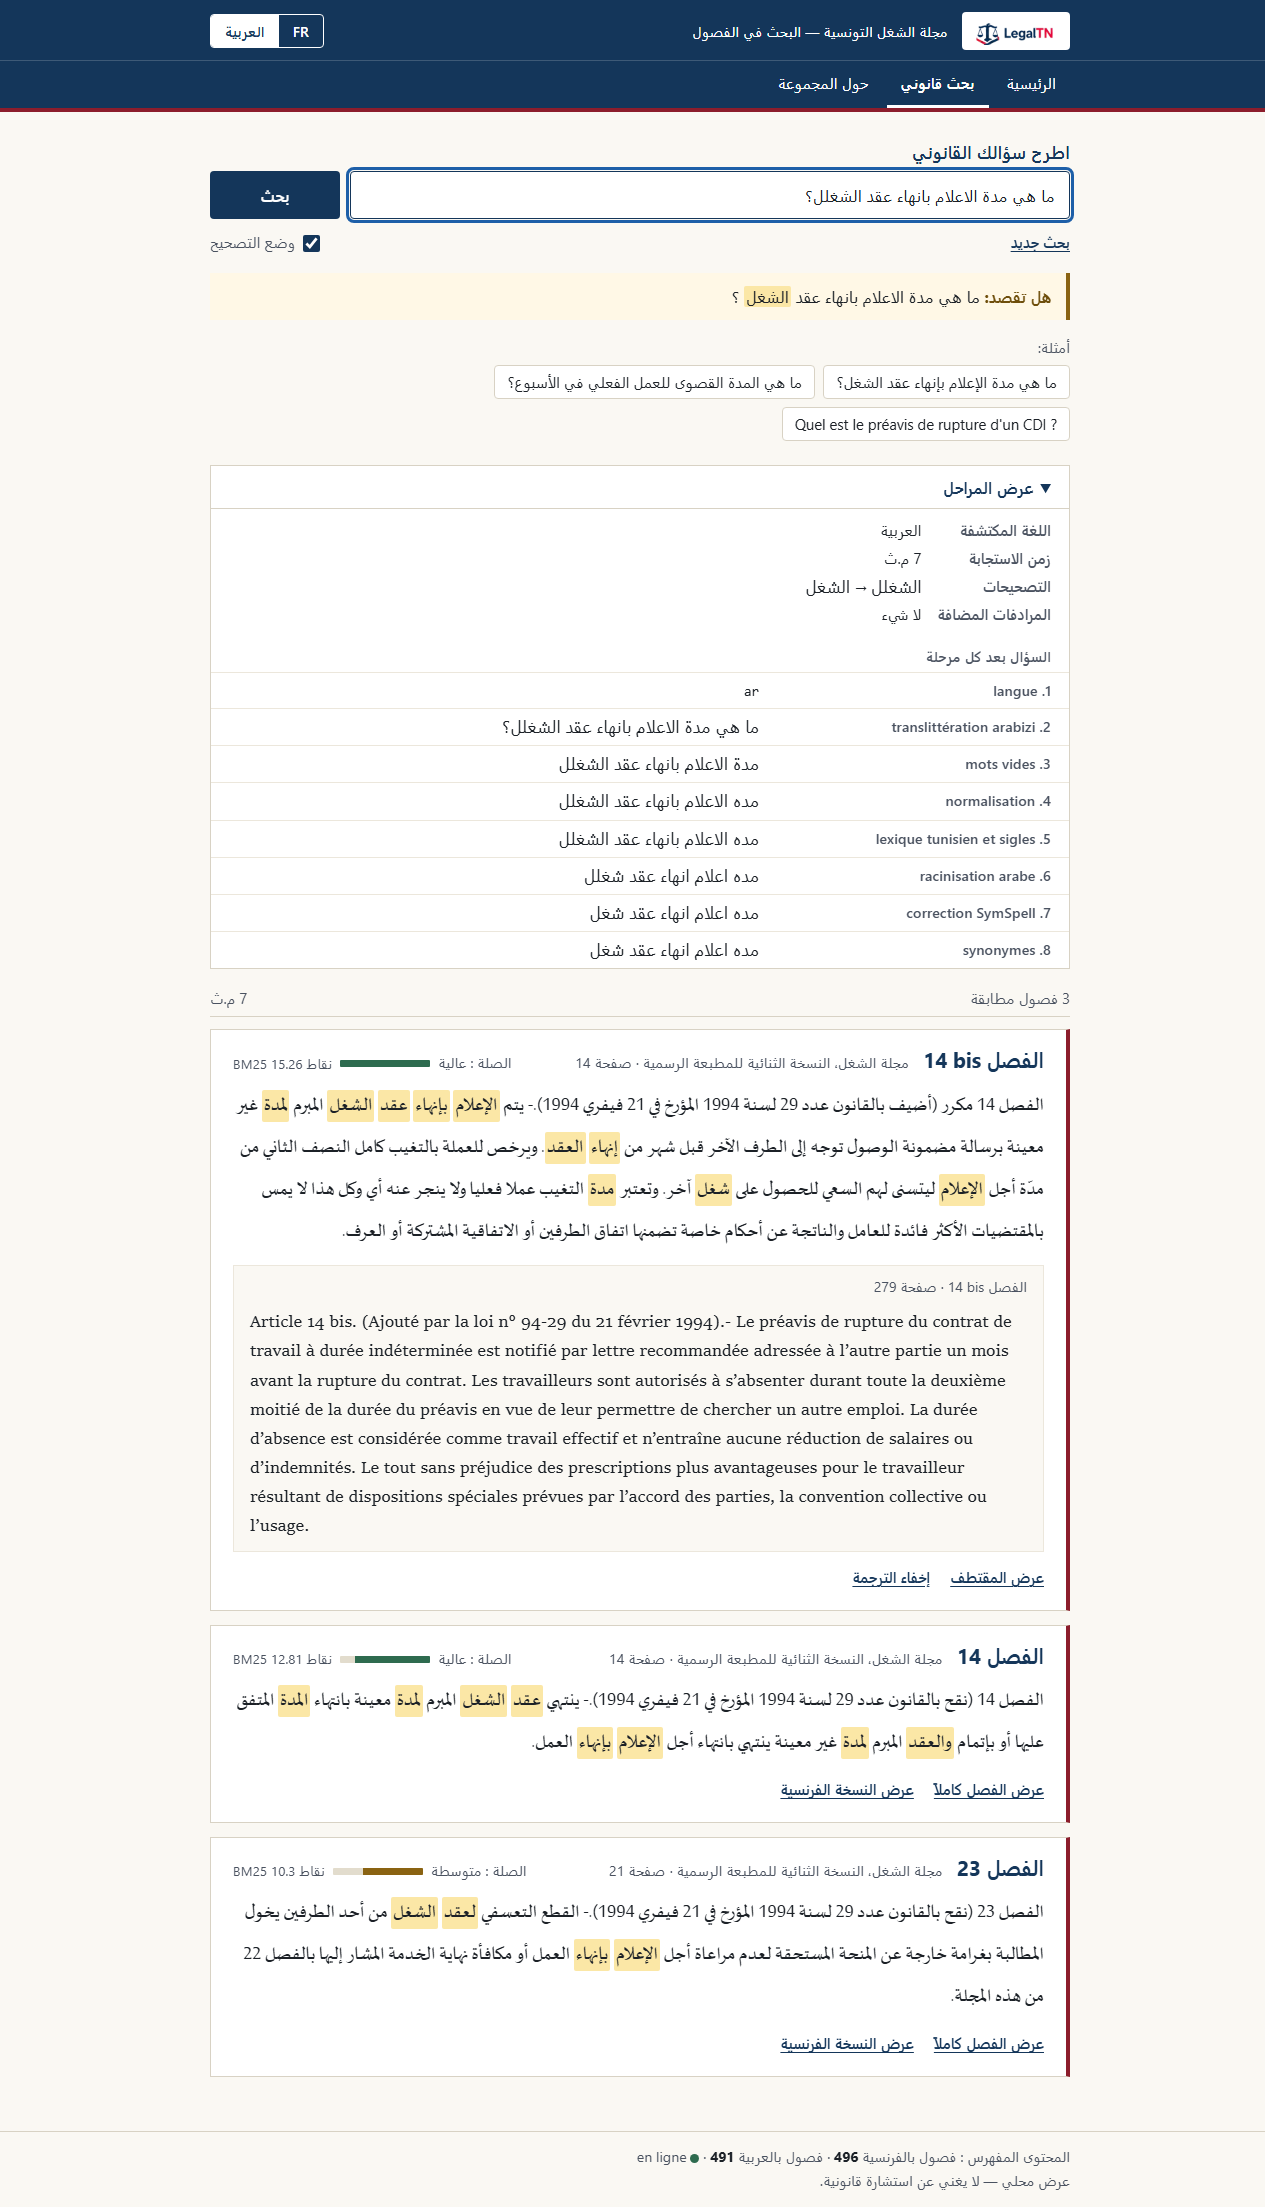 LegalTN
مجلة الشغل التونسية — البحث في الفصول
FR
العربية
الرئيسية
بحث قانوني
حول المجموعة
اطرح سؤالك القانوني
ما هي مدة الاعلام بانهاء عقد الشغلل؟
بحث
بحث جديد
وضع التصحيح
هل تقصد: ما هي مدة الاعلام بانهاء عقد الشغل ؟
أمثلة:
ما هي مدة الإعلام بإنهاء عقد الشغل؟
ما هي المدة القصوى للعمل الفعلي في الأسبوع؟
Quel est le préavis de rupture d'un CDI ?
▼ عرض المراحل
اللغة المكتشفة العربية
زمن الاستجابة 7 م.ث
التصحيحات الشغلل → الشغل
المرادفات المضافة لا شيء
السؤال بعد كل مرحلة
1. langue ar
2. translittération arabizi ما هي مدة الاعلام بانهاء عقد الشغلل؟
3. mots vides مدة الاعلام بانهاء عقد الشغلل
4. normalisation مده الاعلام بانهاء عقد الشغلل
5. lexique tunisien et sigles مده الاعلام بانهاء عقد الشغلل
6. racinisation arabe مده اعلام انهاء عقد شغلل
7. correction SymSpell مده اعلام انهاء عقد شغل
8. synonymes مده اعلام انهاء عقد شغل
3 فصول مطابقة
7 م.ث
الفصل 14 bis
مجلة الشغل، النسخة الثنائية للمطبعة الرسمية · صفحة 14
الصلة : عالية
نقاط BM25 15.26
الفصل 14 مكرر (أضيف بالقانون عدد 29 لسنة 1994 المؤرخ في 21 فيفري 1994).- يتم الإعلام بإنهاء عقد الشغل المبرم لمدة غير
معينة برسالة مضمونة الوصول توجه إلى الطرف الآخر قبل شهر من إنهاء العقد. ويرخص للعملة بالتغيب كامل النصف الثاني من
مدّة أجل الإعلام ليتسنى لهم السعي للحصول على شغل آخر. وتعتبر مدة التغيب عملا فعليا ولا ينجر عنه أي وكل هذا لا يمس
بالمقتضيات الأكثر فائدة للعامل والناتجة عن أحكام خاصة تضمنها اتفاق الطرفين أو الاتفاقية المشتركة أو العرف.
الفصل 14 bis · صفحة 279
Article 14 bis. (Ajouté par la loi n° 94-29 du 21 février 1994).- Le préavis de rupture du contrat de
travail à durée indéterminée est notifié par lettre recommandée adressée à l’autre partie un mois
avant la rupture du contrat. Les travailleurs sont autorisés à s’absenter durant toute la deuxième
moitié de la durée du préavis en vue de leur permettre de chercher un autre emploi. La durée
d’absence est considérée comme travail effectif et n’entraîne aucune réduction de salaires ou
d’indemnités. Le tout sans préjudice des prescriptions plus avantageuses pour le travailleur
résultant de dispositions spéciales prévues par l’accord des parties, la convention collective ou
l’usage.
عرض المقتطف
إخفاء الترجمة
الفصل 14
مجلة الشغل، النسخة الثنائية للمطبعة الرسمية · صفحة 14
الصلة : عالية
نقاط BM25 12.81
الفصل 14 (نقح بالقانون عدد 29 لسنة 1994 المؤرخ في 21 فيفري 1994).- ينتهي عقد الشغل المبرم لمدة معينة بانتهاء المدة المتفق
عليها أو بإتمام والعقد المبرم لمدة غير معينة ينتهي بانتهاء أجل الإعلام بإنهاء العمل.
عرض الفصل كاملاً
عرض النسخة الفرنسية
الفصل 23
مجلة الشغل، النسخة الثنائية للمطبعة الرسمية · صفحة 21
الصلة : متوسطة
نقاط BM25 10.3
الفصل 23 (نقح بالقانون عدد 29 لسنة 1994 المؤرخ في 21 فيفري 1994).- القطع التعسفي لعقد الشغل من أحد الطرفين يخول
المطالبة بغرامة خارجة عن المنحة المستحقة لعدم مراعاة أجل الإعلام بإنهاء العمل أو مكافأة نهاية الخدمة المشار إليها بالفصل 22
من هذه المجلة.
عرض الفصل كاملاً
عرض النسخة الفرنسية
المحتوى المفهرس : فصول بالفرنسية 496 · فصول بالعربية 491 · en ligne
عرض محلي — لا يغني عن استشارة قانونية.